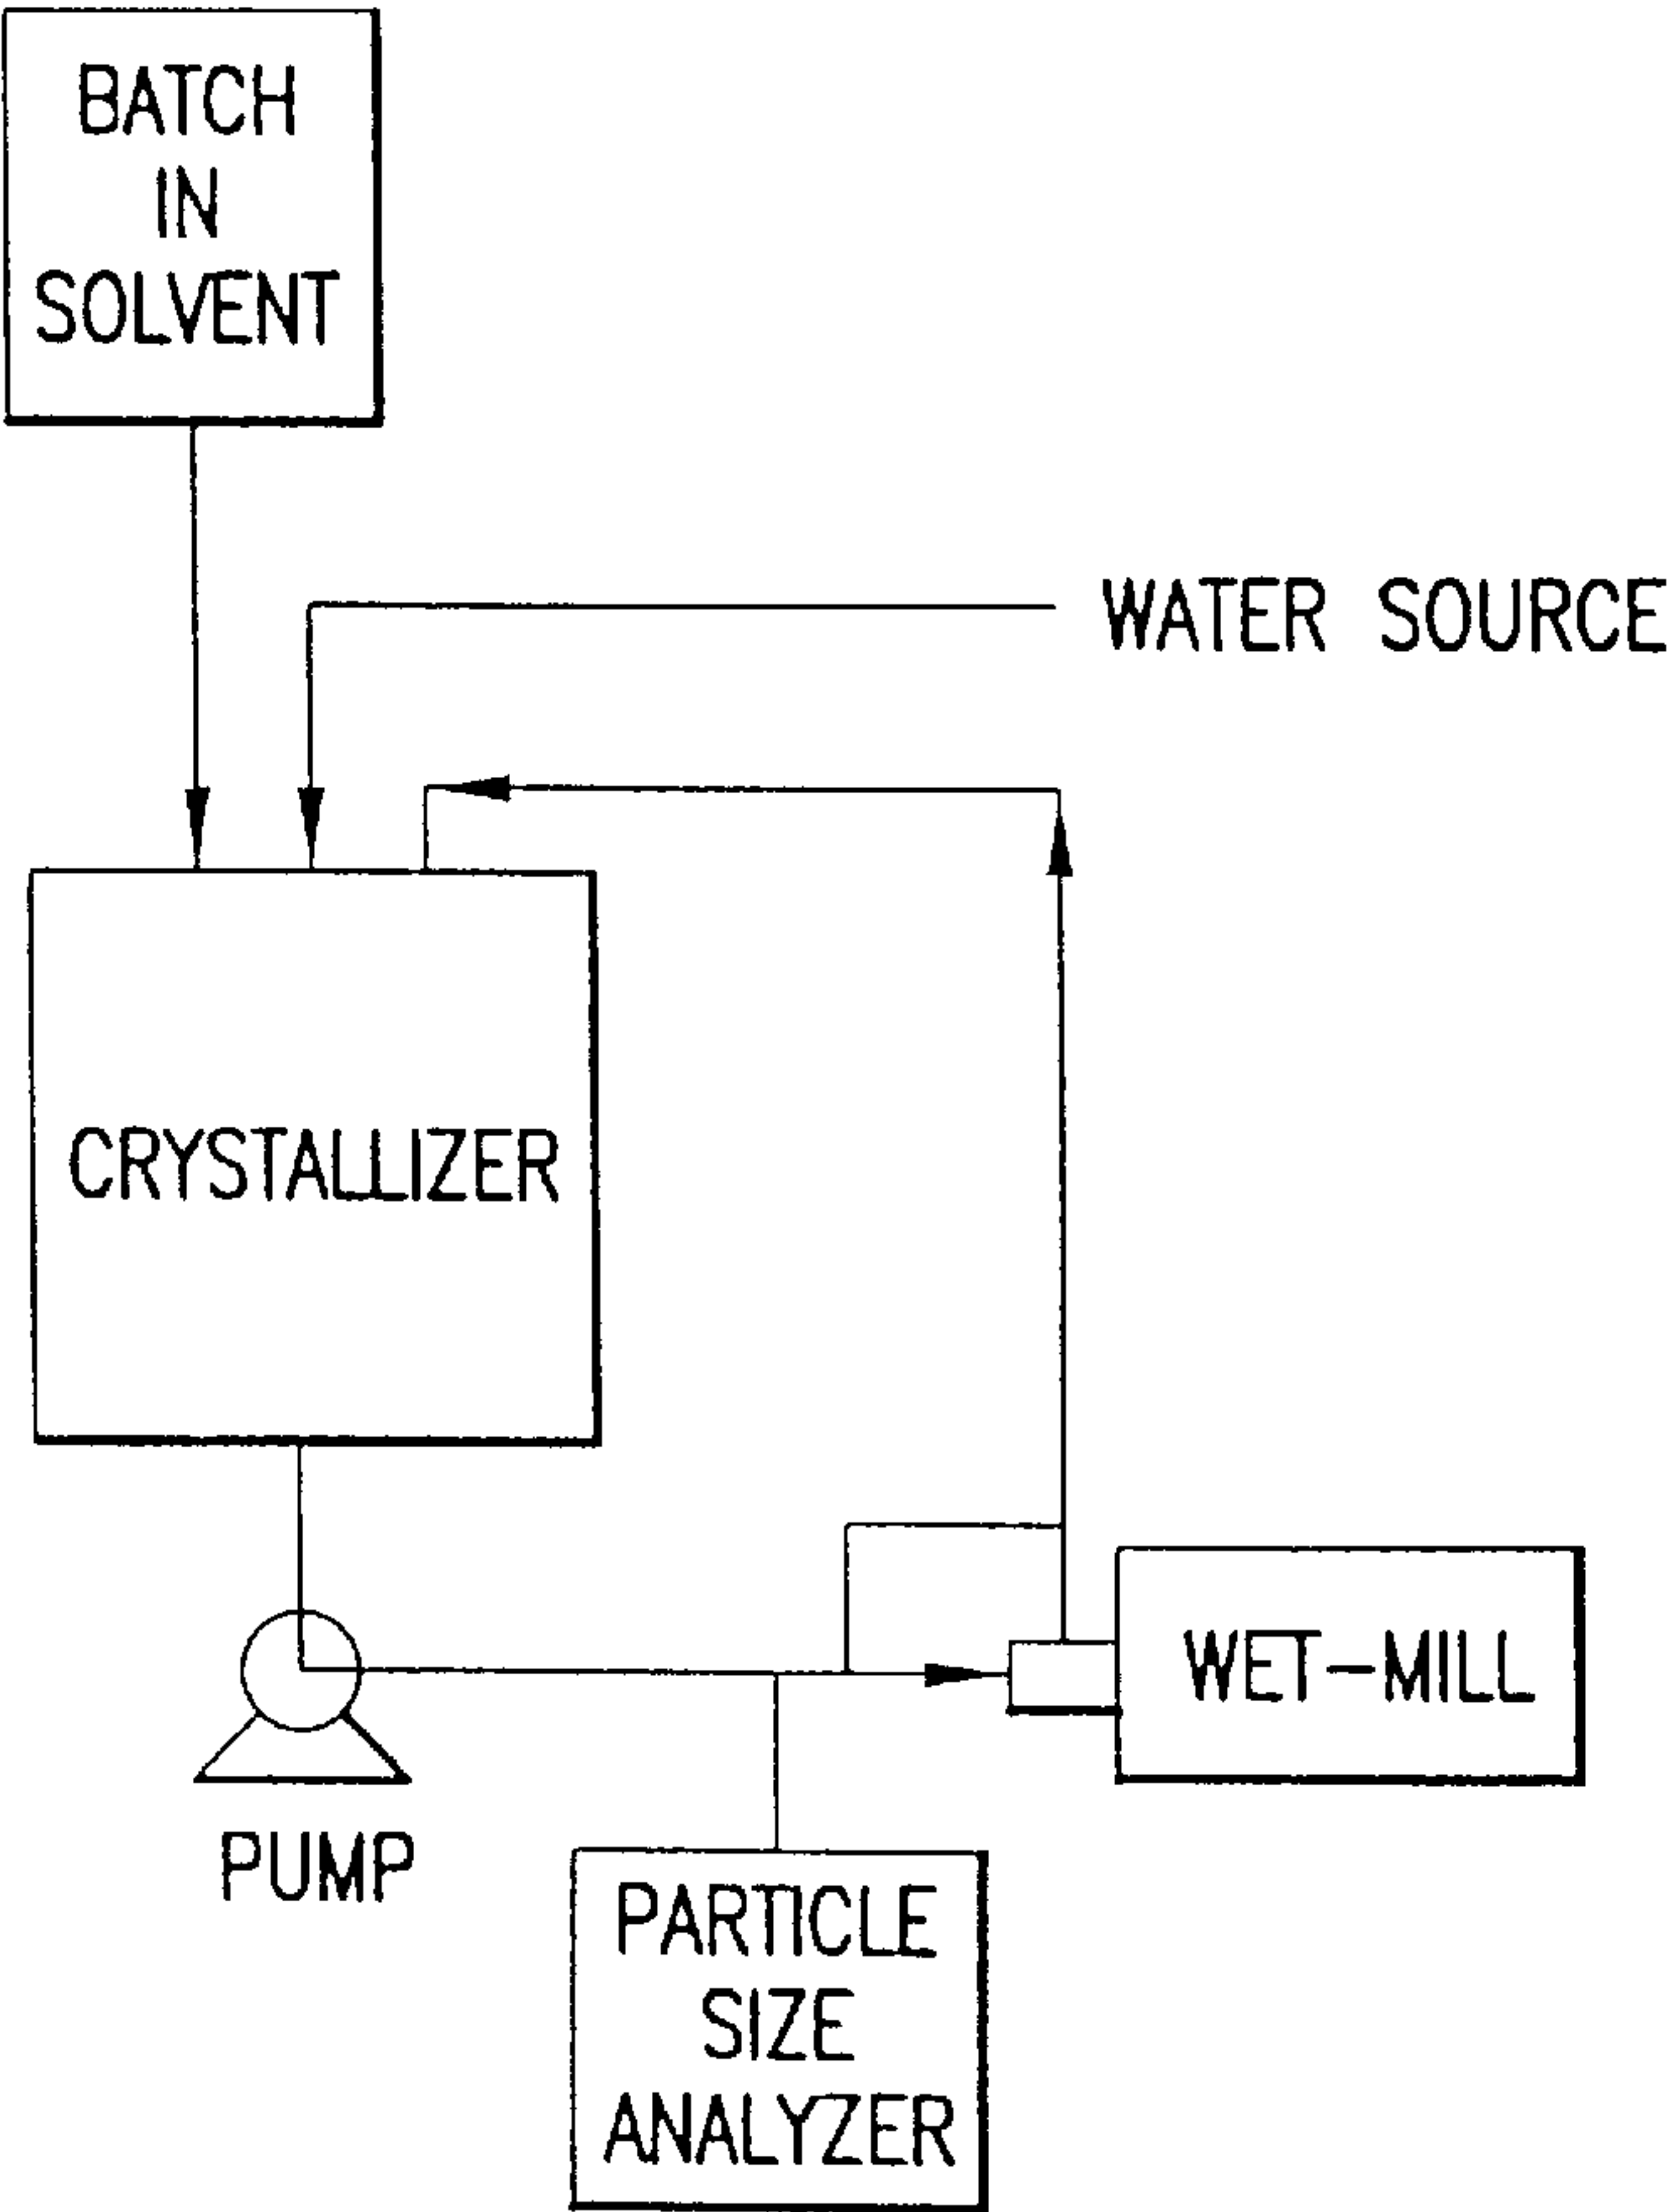 BATCH
IN
SOLVENT
WATER SOURCE
CRYSTALLIZER
WET-MILL
PUMP
PARTICLE
SIZE
ANALYZER